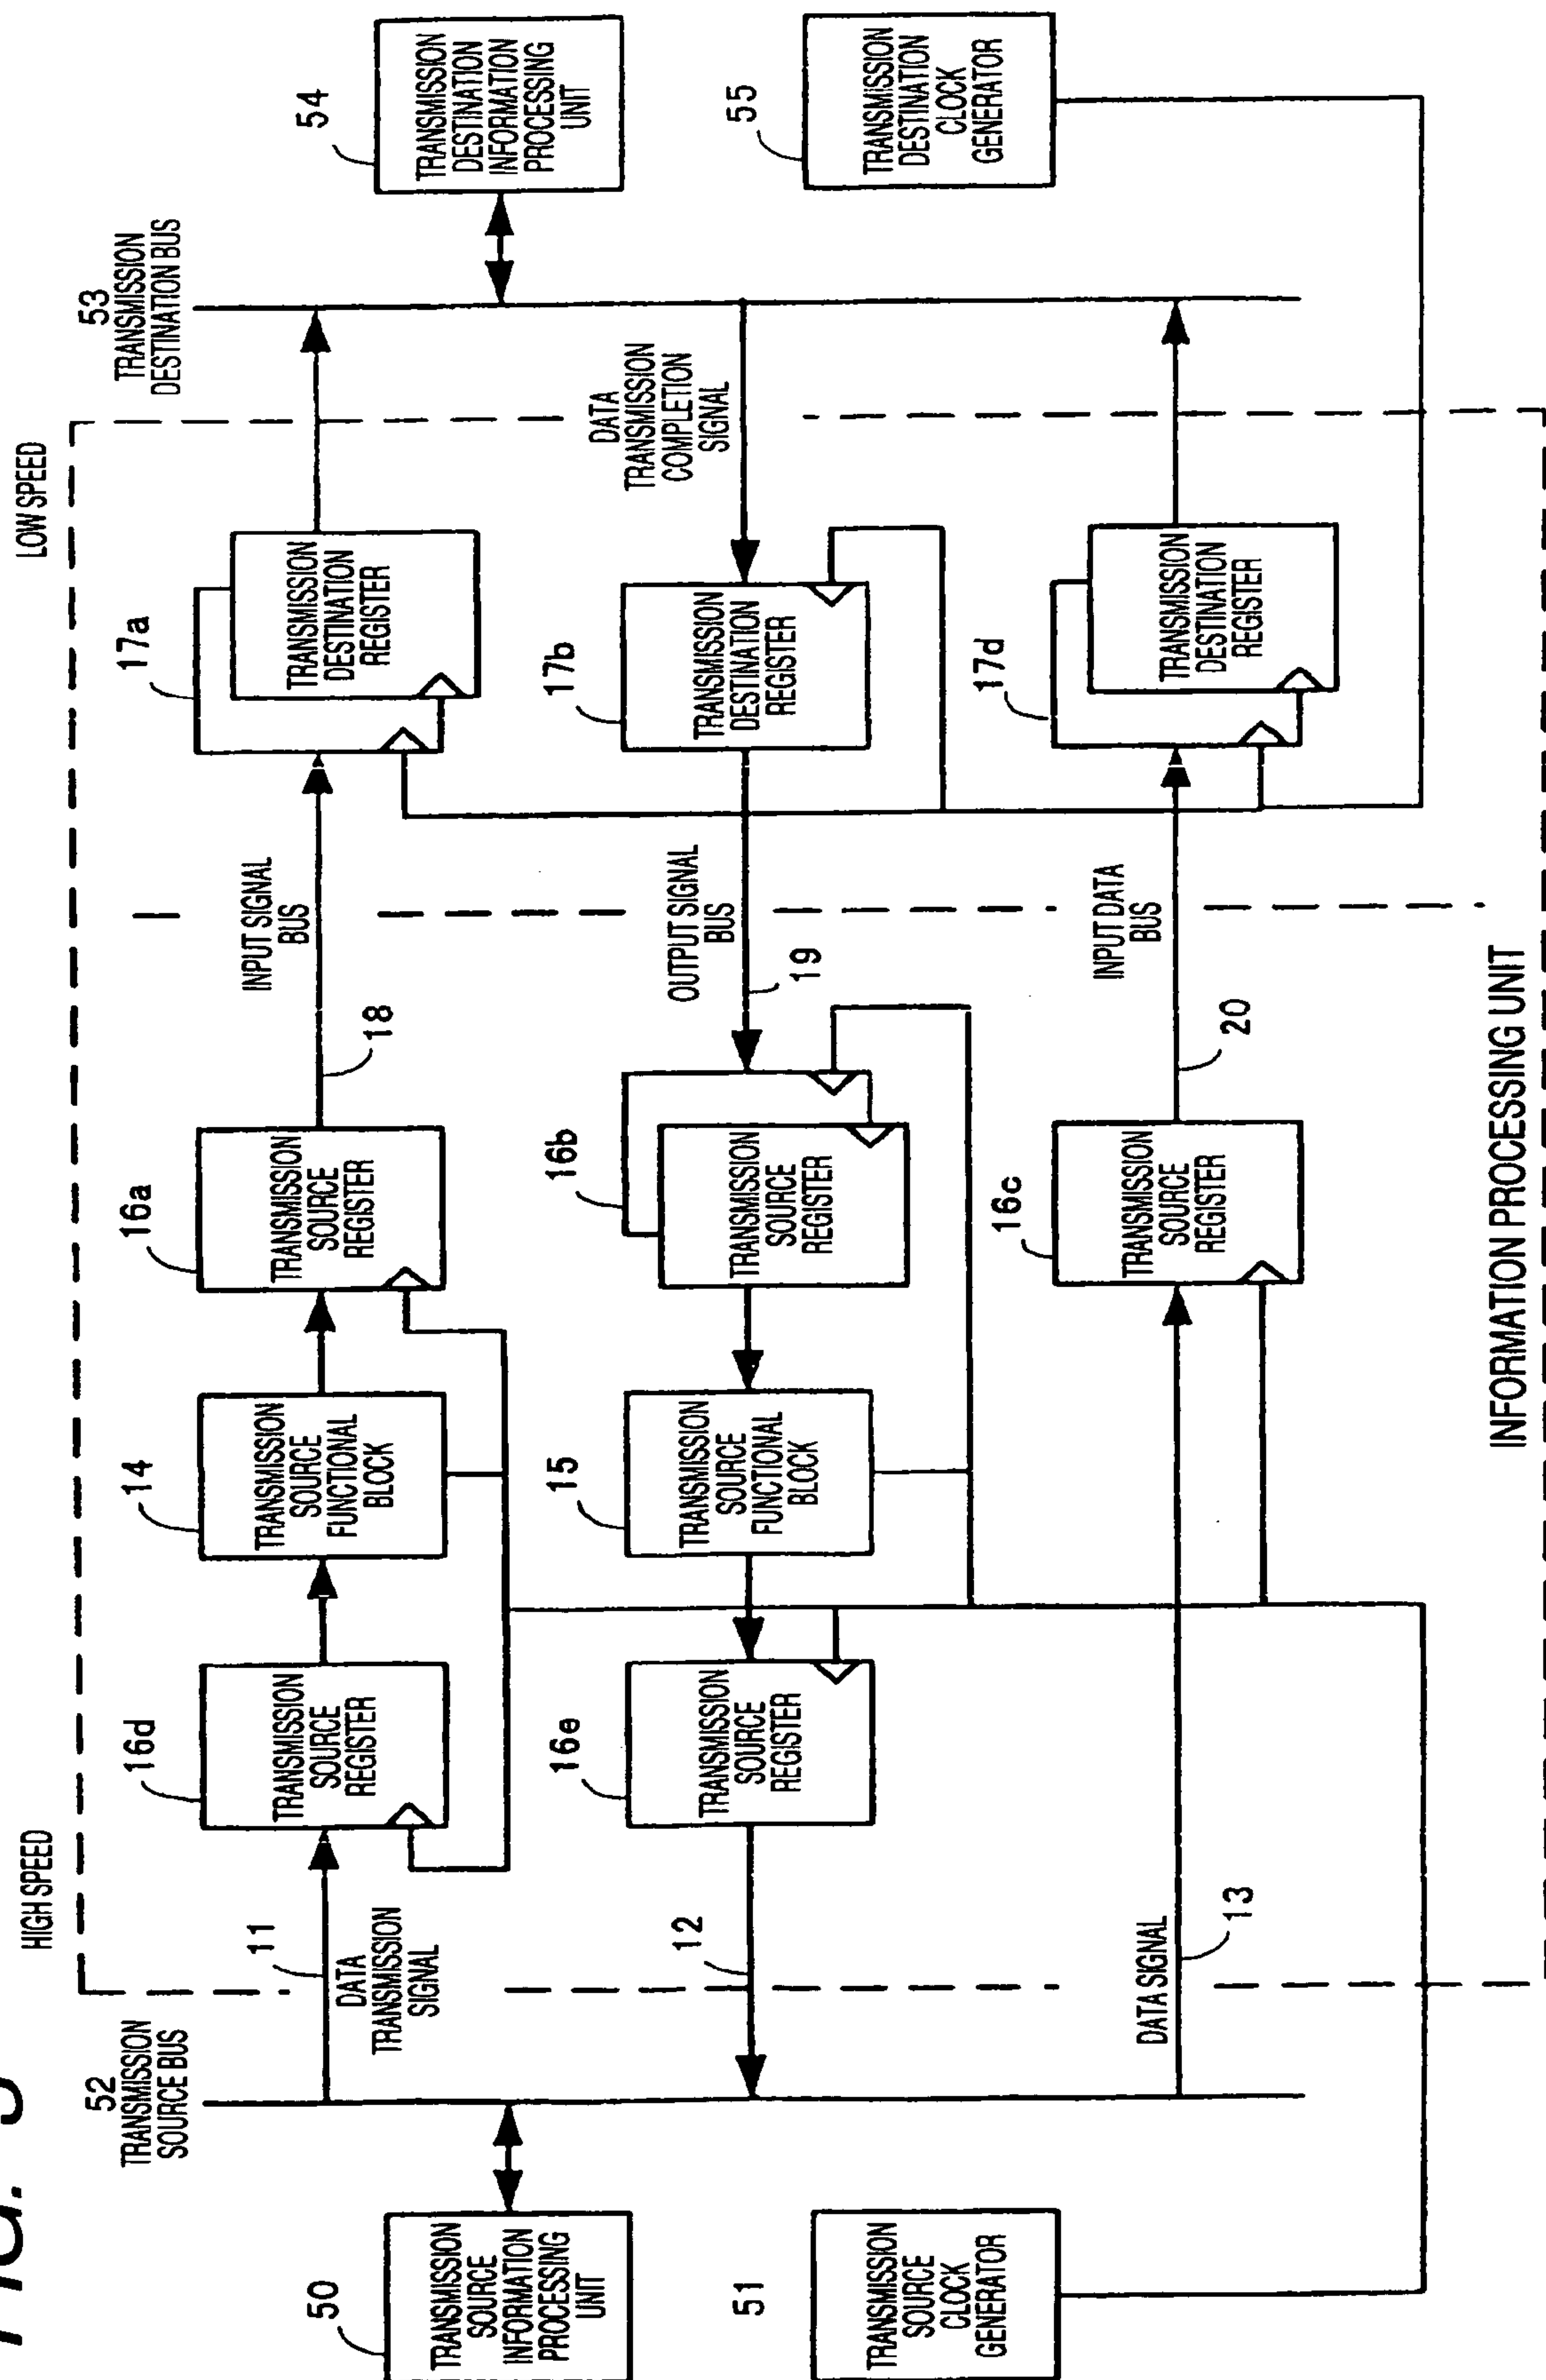 HIGH SPEED
LOW SPEED
52
TRANSMISSION
SOURCE BUS
53
TRANSMISSION
DESTINATION BUS
50
TRANSMISSION
SOURCE
INFORMATION
PROCESSING
UNIT
51
TRANSMISSION
SOURCE
CLOCK
GENERATOR
11
DATA
TRANSMISSION
SIGNAL
16d
TRANSMISSION
SOURCE
REGISTER
14
TRANSMISSION
SOURCE
FUNCTIONAL
BLOCK
16a
TRANSMISSION
SOURCE
REGISTER
18
INPUT SIGNAL
BUS
17a
TRANSMISSION
DESTINATION
REGISTER
12
16e
TRANSMISSION
SOURCE
REGISTER
15
TRANSMISSION
SOURCE
FUNCTIONAL
BLOCK
16b
TRANSMISSION
SOURCE
REGISTER
19
OUTPUT SIGNAL
BUS
17b
TRANSMISSION
DESTINATION
REGISTER
DATA
TRANSMISSION
COMPLETION
SIGNAL
DATA SIGNAL
13
16c
TRANSMISSION
SOURCE
REGISTER
20
INPUT DATA
BUS
17d
TRANSMISSION
DESTINATION
REGISTER
54
TRANSMISSION
DESTINATION
INFORMATION
PROCESSING
UNIT
55
TRANSMISSION
DESTINATION
CLOCK
GENERATOR
INFORMATION PROCESSING UNIT